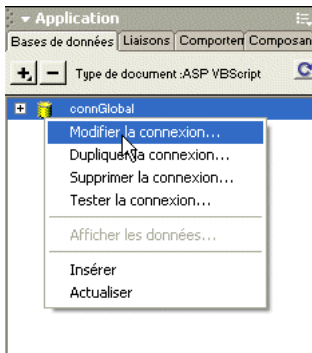 Application
Bases de données Liaisons Comportem Composan
Type de document :ASP VBScript
connGlobal
Modifier la connexion...
Dupliquer la connexion...
Supprimer la connexion...
Tester la connexion...
Afficher les données...
Insérer
Actualiser